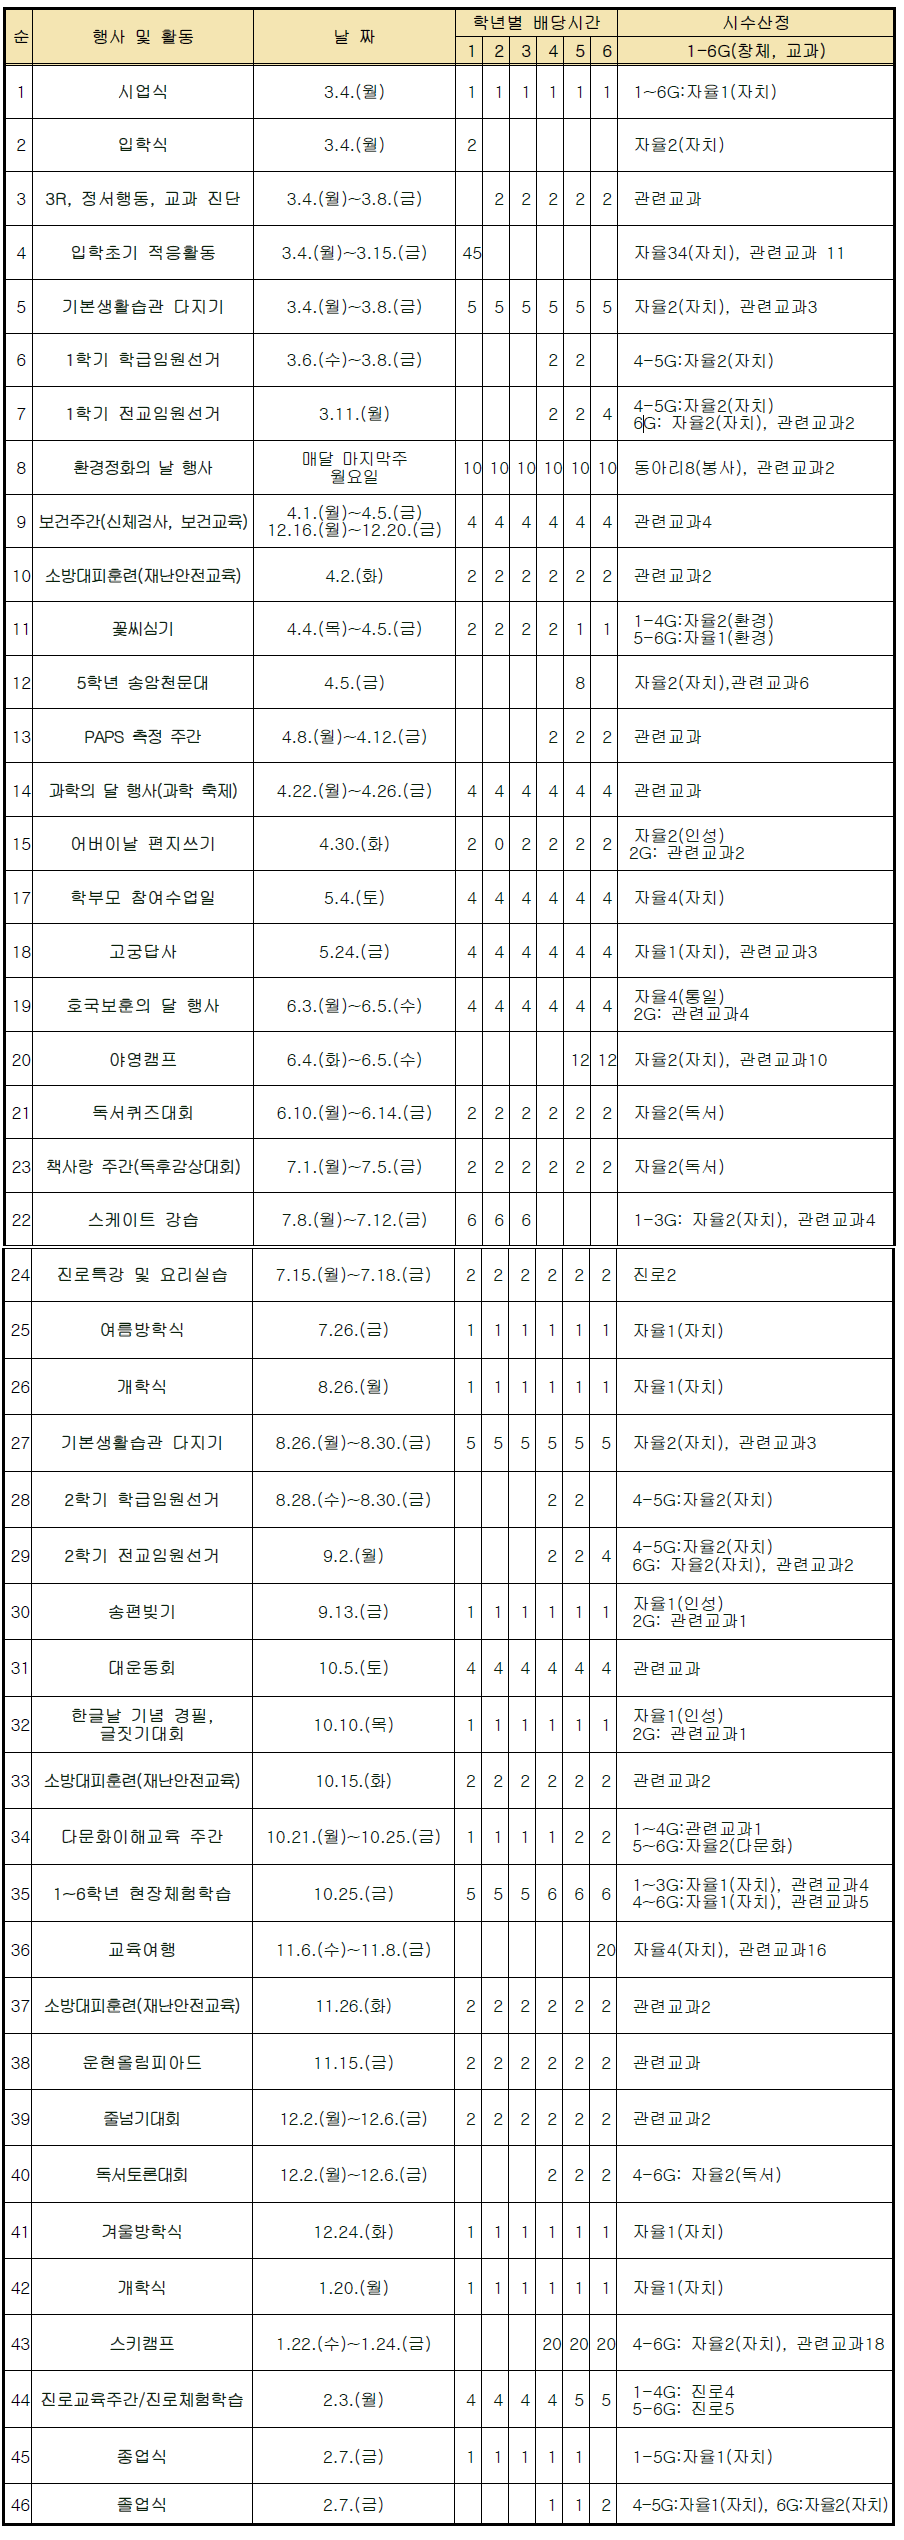 순 행사 및 활동 날 짜 학년별 배당시간 시수산정
1 2 3 4 5 6 1-6G(창체, 교과)
1 시업식 3.4.(월) 1 1 1 1 1 1 1~6G:자율1(자치)
2 입학식 3.4.(월) 2 자율2(자치)
3 3R, 정서행동, 교과 진단 3.4.(월)~3.8.(금) 2 2 2 2 2 관련교과
4 입학초기 적응활동 3.4.(월)~3.15.(금) 45 자율34(자치), 관련교과 11
5 기본생활습관 다지기 3.4.(월)~3.8.(금) 5 5 5 5 5 5 자율2(자치), 관련교과3
6 1학기 학급임원선거 3.6.(수)~3.8.(금) 2 2 4-5G:자율2(자치)
7 1학기 전교임원선거 3.11.(월) 2 2 4 4-5G:자율2(자치)
6G: 자율2(자치), 관련교과2
8 환경정화의 날 행사 매달 마지막주
월요일 10 10 10 10 10 10 동아리8(봉사), 관련교과2
9 보건주간(신체검사, 보건교육) 4.1.(월)~4.5.(금)
12.16.(월)~12.20.(금) 4 4 4 4 4 4 관련교과4
10 소방대피훈련(재난안전교육) 4.2.(화) 2 2 2 2 2 2 관련교과2
11 꽃씨심기 4.4.(목)~4.5.(금) 2 2 2 2 1 1 1-4G:자율2(환경)
5-6G:자율1(환경)
12 5학년 송암천문대 4.5.(금) 8 자율2(자치),관련교과6
13 PAPS 측정 주간 4.8.(월)~4.12.(금) 2 2 2 관련교과
14 과학의 달 행사(과학 축제) 4.22.(월)~4.26.(금) 4 4 4 4 4 4 관련교과
15 어버이날 편지쓰기 4.30.(화) 2 0 2 2 2 2 자율2(인성)
2G: 관련교과2
17 학부모 참여수업일 5.4.(토) 4 4 4 4 4 4 자율4(자치)
18 고궁답사 5.24.(금) 4 4 4 4 4 4 자율1(자치), 관련교과3
19 호국보훈의 달 행사 6.3.(월)~6.5.(수) 4 4 4 4 4 4 자율4(통일)
2G: 관련교과4
20 야영캠프 6.4.(화)~6.5.(수) 12 12 자율2(자치), 관련교과10
21 독서퀴즈대회 6.10.(월)~6.14.(금) 2 2 2 2 2 2 자율2(독서)
23 책사랑 주간(독후감상대회) 7.1.(월)~7.5.(금) 2 2 2 2 2 2 자율2(독서)
22 스케이트 강습 7.8.(월)~7.12.(금) 6 6 6 1-3G: 자율2(자치), 관련교과4
24 진로특강 및 요리실습 7.15.(월)~7.18.(금) 2 2 2 2 2 2 진로2
25 여름방학식 7.26.(금) 1 1 1 1 1 1 자율1(자치)
26 개학식 8.26.(월) 1 1 1 1 1 1 자율1(자치)
27 기본생활습관 다지기 8.26.(월)~8.30.(금) 5 5 5 5 5 5 자율2(자치), 관련교과3
28 2학기 학급임원선거 8.28.(수)~8.30.(금) 2 2 4-5G:자율2(자치)
29 2학기 전교임원선거 9.2.(월) 2 2 4 4-5G:자율2(자치)
6G: 자율2(자치), 관련교과2
30 송편빚기 9.13.(금) 1 1 1 1 1 1 자율1(인성)
2G: 관련교과1
31 대운동회 10.5.(토) 4 4 4 4 4 4 관련교과
32 한글날 기념 경필,
글짓기대회 10.10.(목) 1 1 1 1 1 1 자율1(인성)
2G: 관련교과1
33 소방대피훈련(재난안전교육) 10.15.(화) 2 2 2 2 2 2 관련교과2
34 다문화이해교육 주간 10.21.(월)~10.25.(금) 1 1 1 1 2 2 1~4G:관련교과1
5~6G:자율2(다문화)
35 1~6학년 현장체험학습 10.25.(금) 5 5 5 6 6 6 1~3G:자율1(자치), 관련교과4
4~6G:자율1(자치), 관련교과5
36 교육여행 11.6.(수)~11.8.(금) 20 자율4(자치), 관련교과16
37 소방대피훈련(재난안전교육) 11.26.(화) 2 2 2 2 2 2 관련교과2
38 운현올림피아드 11.15.(금) 2 2 2 2 2 2 관련교과
39 줄넘기대회 12.2.(월)~12.6.(금) 2 2 2 2 2 2 관련교과2
40 독서토론대회 12.2.(월)~12.6.(금) 2 2 2 4-6G: 자율2(독서)
41 겨울방학식 12.24.(화) 1 1 1 1 1 1 자율1(자치)
42 개학식 1.20.(월) 1 1 1 1 1 1 자율1(자치)
43 스키캠프 1.22.(수)~1.24.(금) 20 20 20 4-6G: 자율2(자치), 관련교과18
44 진로교육주간/진로체험학습 2.3.(월) 4 4 4 4 5 5 1-4G: 진로4
5-6G: 진로5
45 종업식 2.7.(금) 1 1 1 1 1 1-5G:자율1(자치)
46 졸업식 2.7.(금) 1 1 2 4-5G:자율1(자치), 6G:자율2(자치)